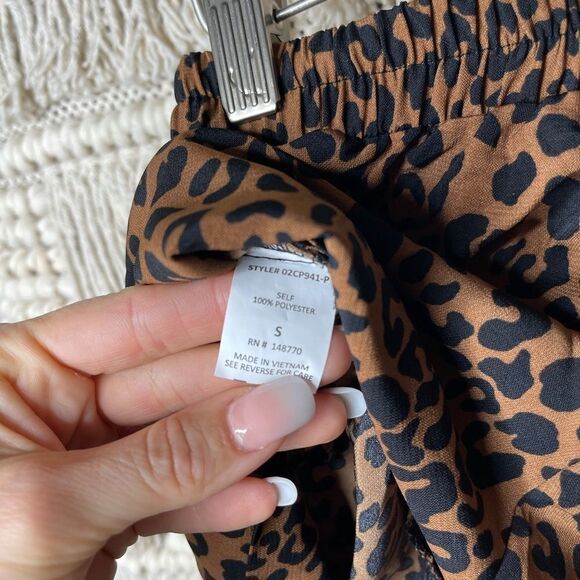 STYLE# 02CP941-P
SELF
100% POLYESTER
S
RN # 148770
MADE IN VIETNAM
SEE REVERSE FOR CARE